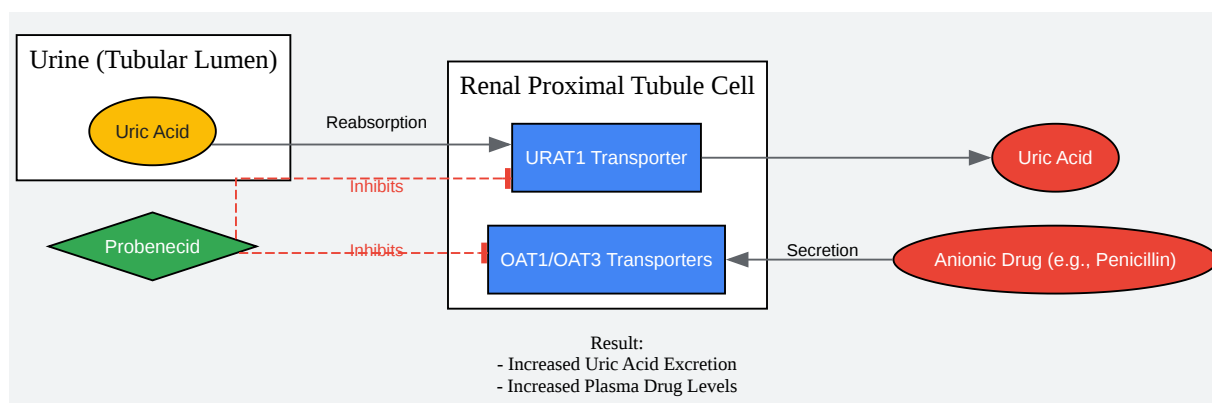 Urine (Tubular Lumen)
Uric Acid
Reabsorption
Inhibits
Probenecid
Inhibits
Renal Proximal Tubule Cell
URAT1 Transporter
OAT1/OAT3 Transporters
Uric Acid
Secretion
Anionic Drug (e.g., Penicillin)
Result:
- Increased Uric Acid Excretion
- Increased Plasma Drug Levels